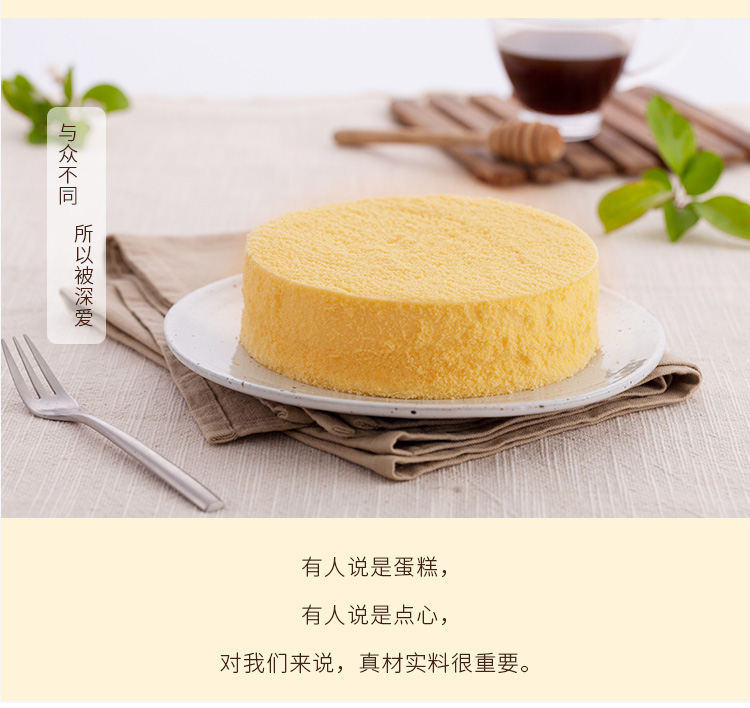 与众不同
所以被深爱
有人说是蛋糕，
有人说是点心，
对我们来说，真材实料很重要。